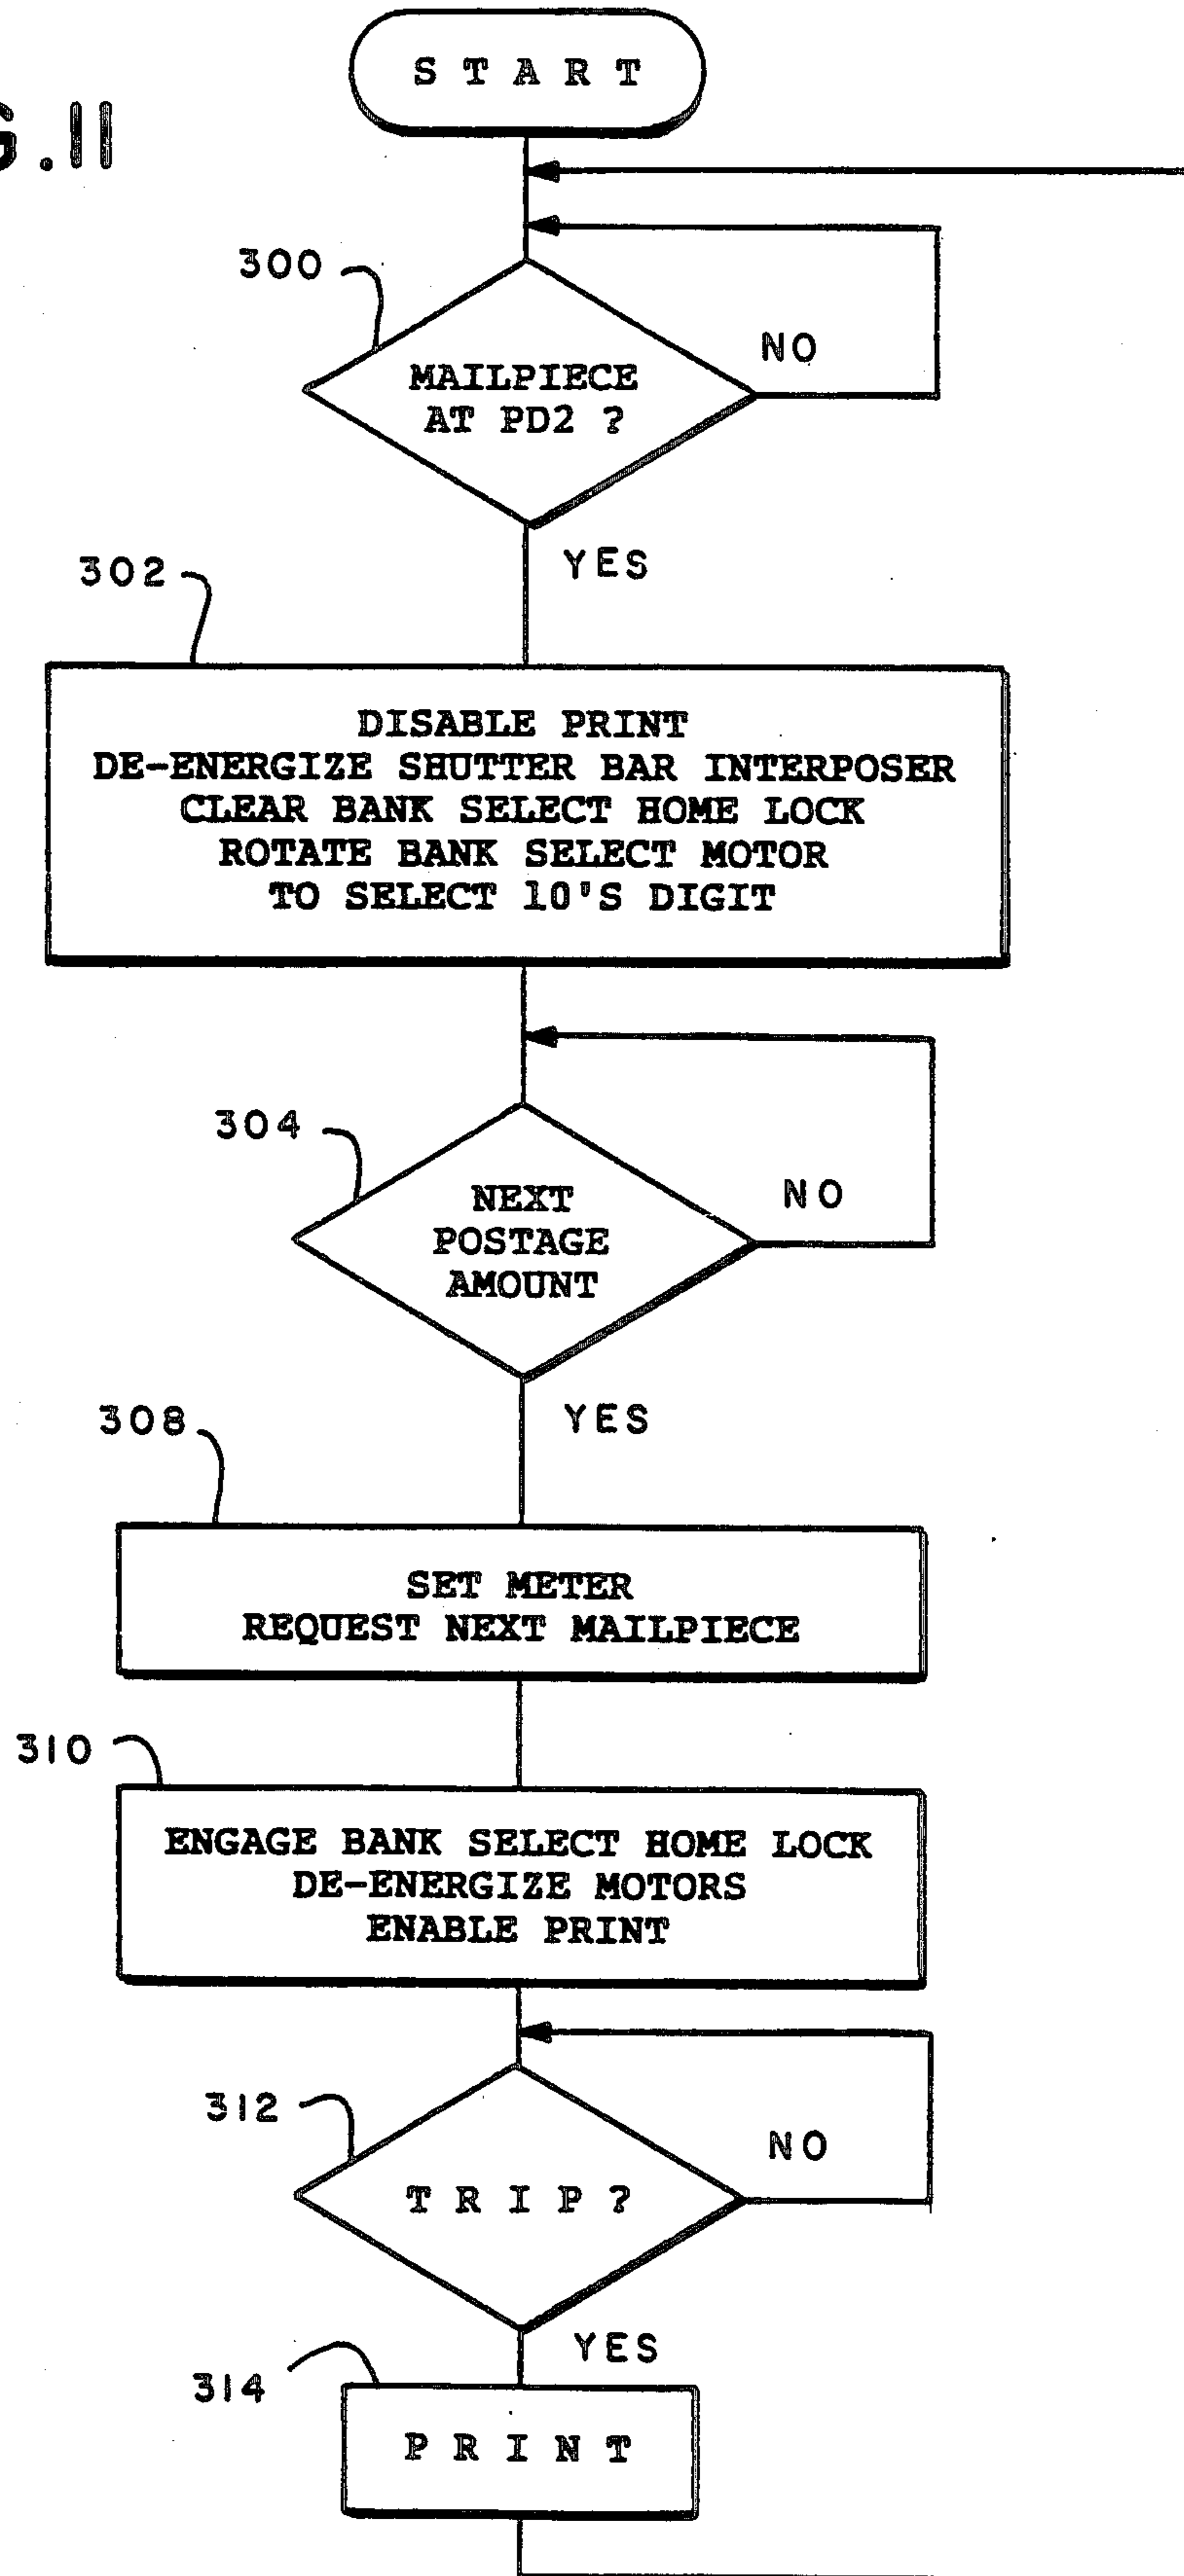 G.11
START
300
NO
MAILPIECE
AT PD2 ?
YES
302
DISABLE PRINT
DE-ENERGIZE SHUTTER BAR INTERPOSER
CLEAR BANK SELECT HOME LOCK
ROTATE BANK SELECT MOTOR
TO SELECT 10'S DIGIT
304
NO
NEXT
POSTAGE
AMOUNT
YES
308
SET METER
REQUEST NEXT MAILPIECE
310
ENGAGE BANK SELECT HOME LOCK
DE-ENERGIZE MOTORS
ENABLE PRINT
312
NO
TRIP?
YES
314
PRINT